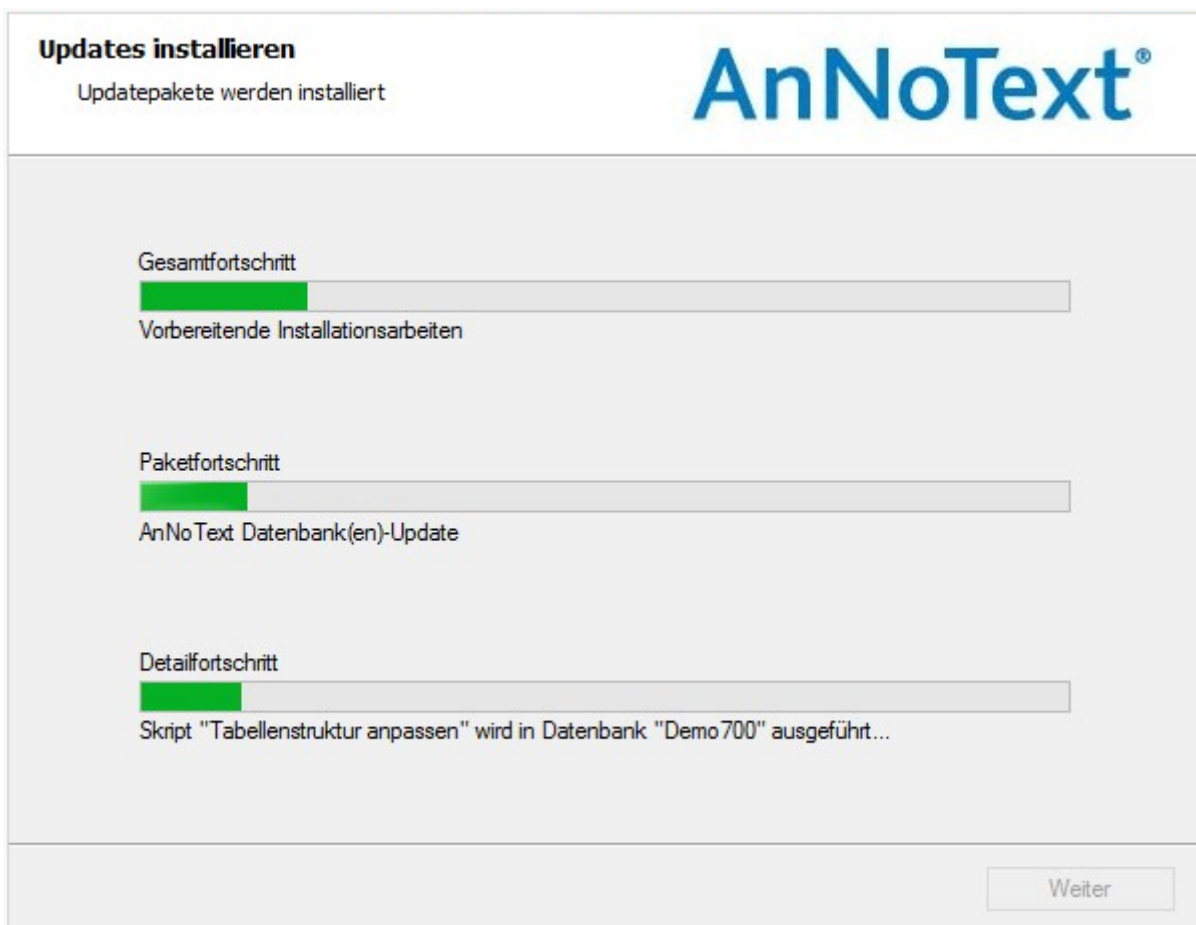 Updates installieren
Updatepakete werden installiert
AnNoText®
Gesamtfortschritt
Vorbereitende Installationsarbeiten
Paketfortschritt
AnNoText Datenbank(en)-Update
Detailfortschritt
Skript "Tabellenstruktur anpassen" wird in Datenbank "Demo700" ausgeführt...
Weiter